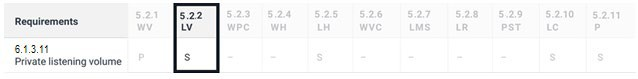 Requirements 5.2.1 5.2.2 5.2.3 5.2.4 5.2.5 5.2.6 5.2.7 5.2.8 5.2.9 5.2.10 5.2.11
WV LV WPC WH LH WVC LMS LR PST LC P
6.1.3.11
Private listening volume P S – – S – – – – S –